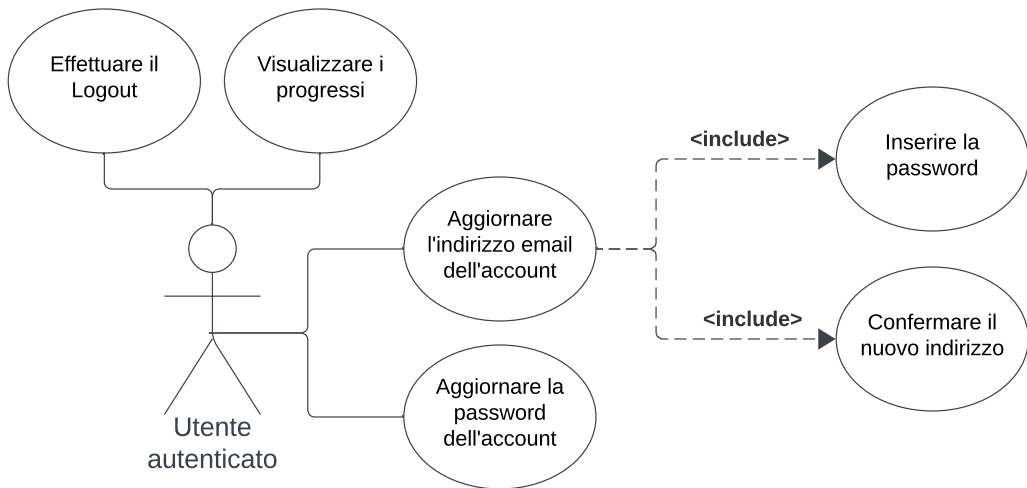 Effettuare il
Logout
Visualizzare i
progressi
<include>
Inserire la
password
Aggiornare
l'indirizzo email
dell'account
<include>
Confermare il
nuovo indirizzo
Aggiornare la
password
dell'account
Utente
autenticato